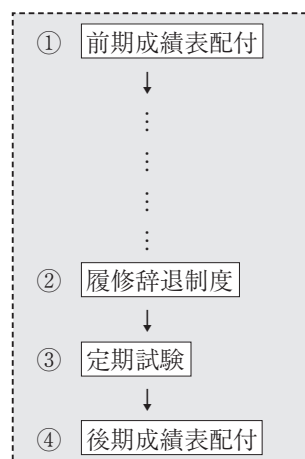 ① 前期成績表配付
↓
⋮
⋮
⋮
⋮
② 履修辞退制度
↓
③ 定期試験
↓
④ 後期成績表配付